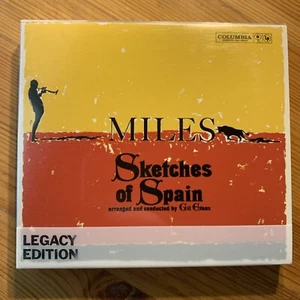 COLUMBIA
MILES
Sketches
of Spain
arranged and conducted by Gil Evans
LEGACY
EDITION